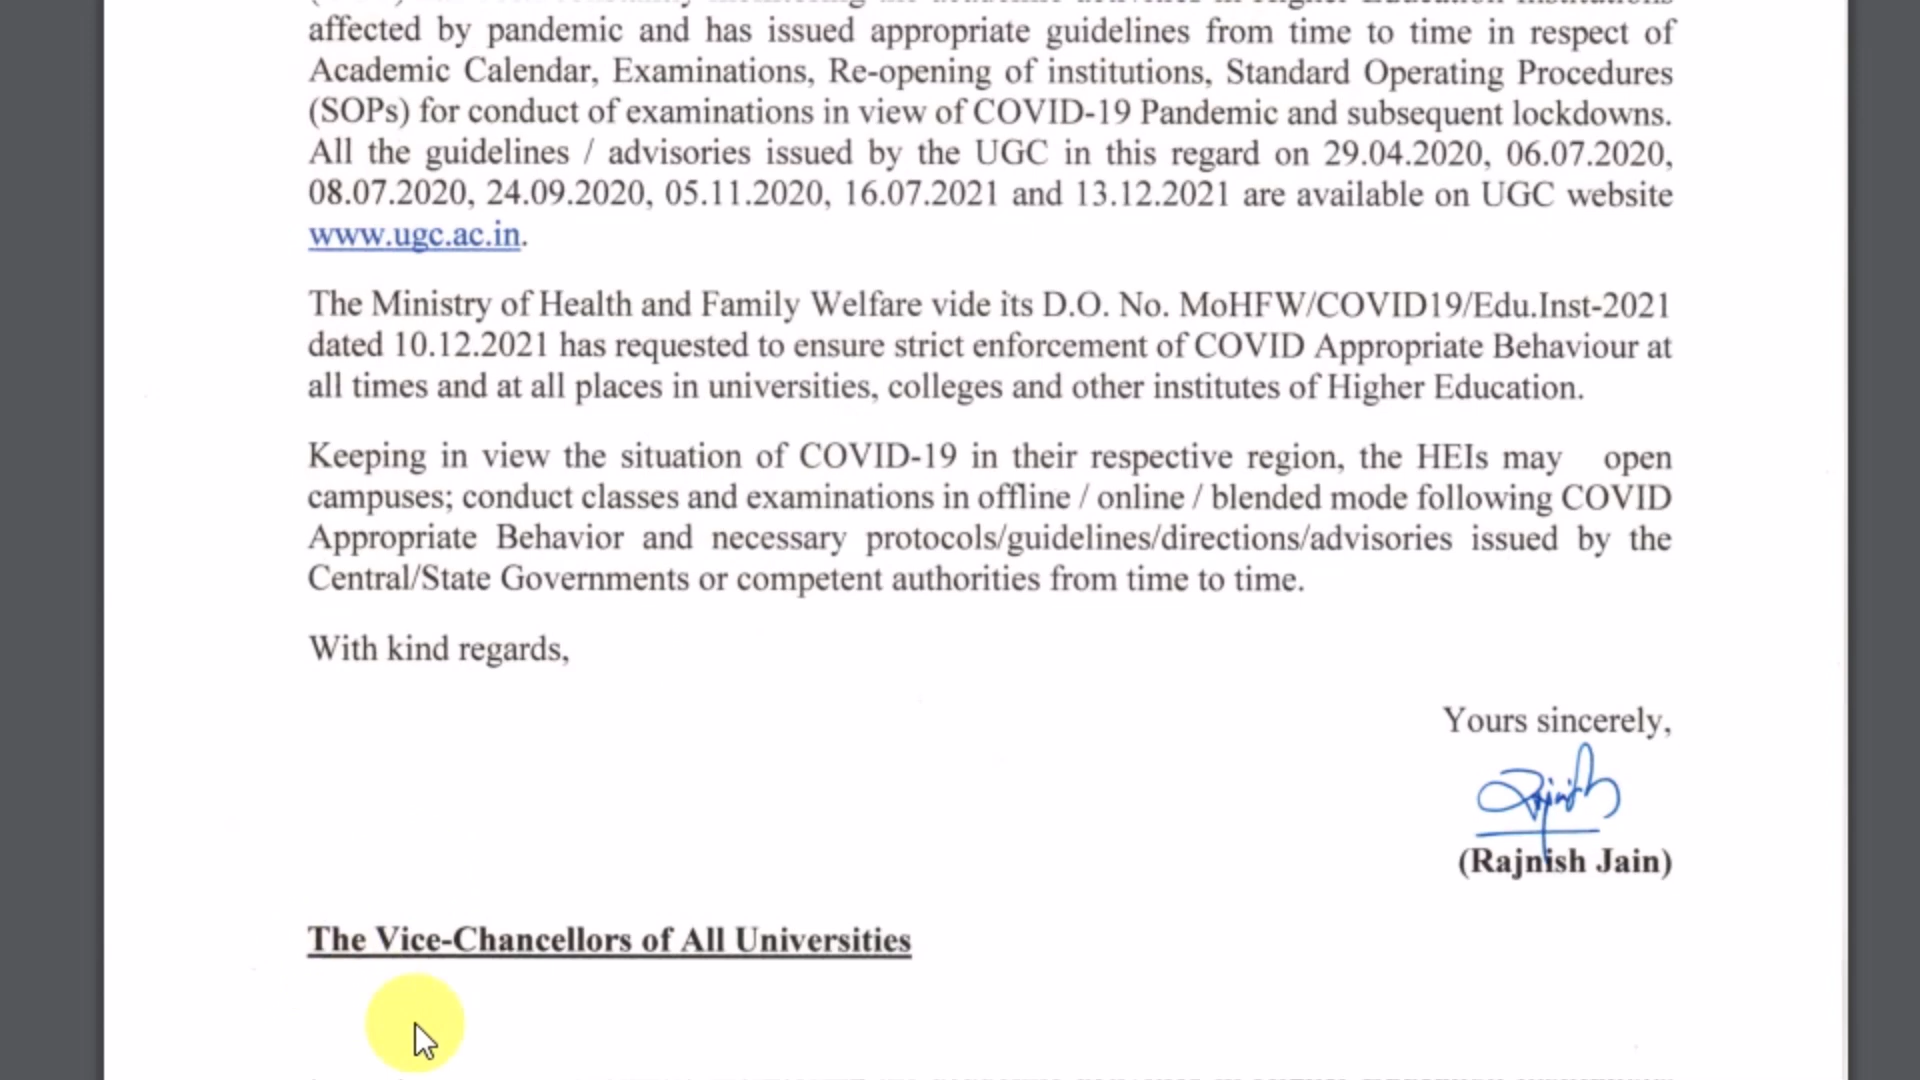 affected by pandemic and has issued appropriate guidelines from time to time in respect of
Academic Calendar, Examinations, Re-opening of institutions, Standard Operating Procedures
(SOPs) for conduct of examinations in view of COVID-19 Pandemic and subsequent lockdowns.
All the guidelines / advisories issued by the UGC in this regard on 29.04.2020, 06.07.2020,
08.07.2020, 24.09.2020, 05.11.2020, 16.07.2021 and 13.12.2021 are available on UGC website
www.ugc.ac.in.
The Ministry of Health and Family Welfare vide its D.O. No. MoHFW/COVID19/Edu.Inst-2021
dated 10.12.2021 has requested to ensure strict enforcement of COVID Appropriate Behaviour at
all times and at all places in universities, colleges and other institutes of Higher Education.
Keeping in view the situation of COVID-19 in their respective region, the HEIs may open
campuses; conduct classes and examinations in offline / online / blended mode following COVID
Appropriate Behavior and necessary protocols/guidelines/directions/advisories issued by the
Central/State Governments or competent authorities from time to time.
With kind regards,
Yours sincerely,
Rajnish
(Rajnish Jain)
The Vice-Chancellors of All Universities